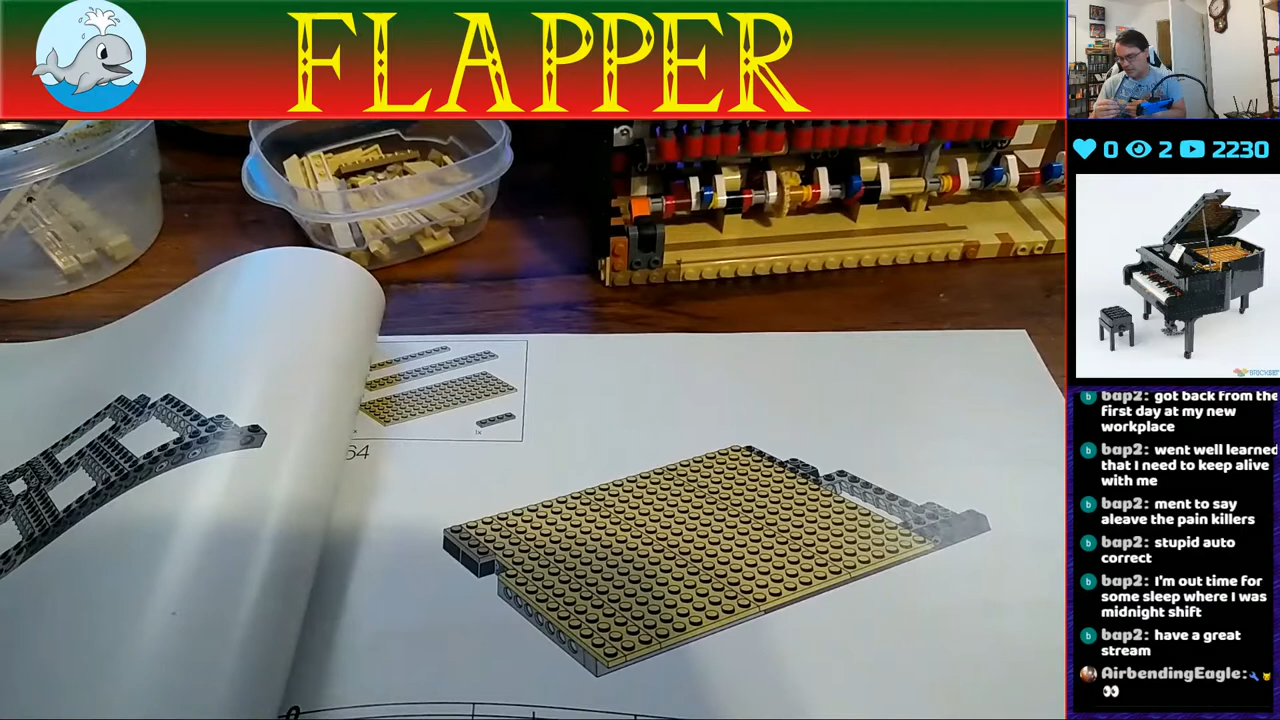 FLAPPER
0 2 2230
bap2: got back from the
first day at my new
workplace
bap2: went well learned
that I need to keep alive
with me
bap2: ment to say
aleave the pain killers
bap2: stupid auto
correct
bap2: I'm out time for
some sleep where I was
midnight shift
bap2: have a great
stream
AirbendingEagle:
64
1x